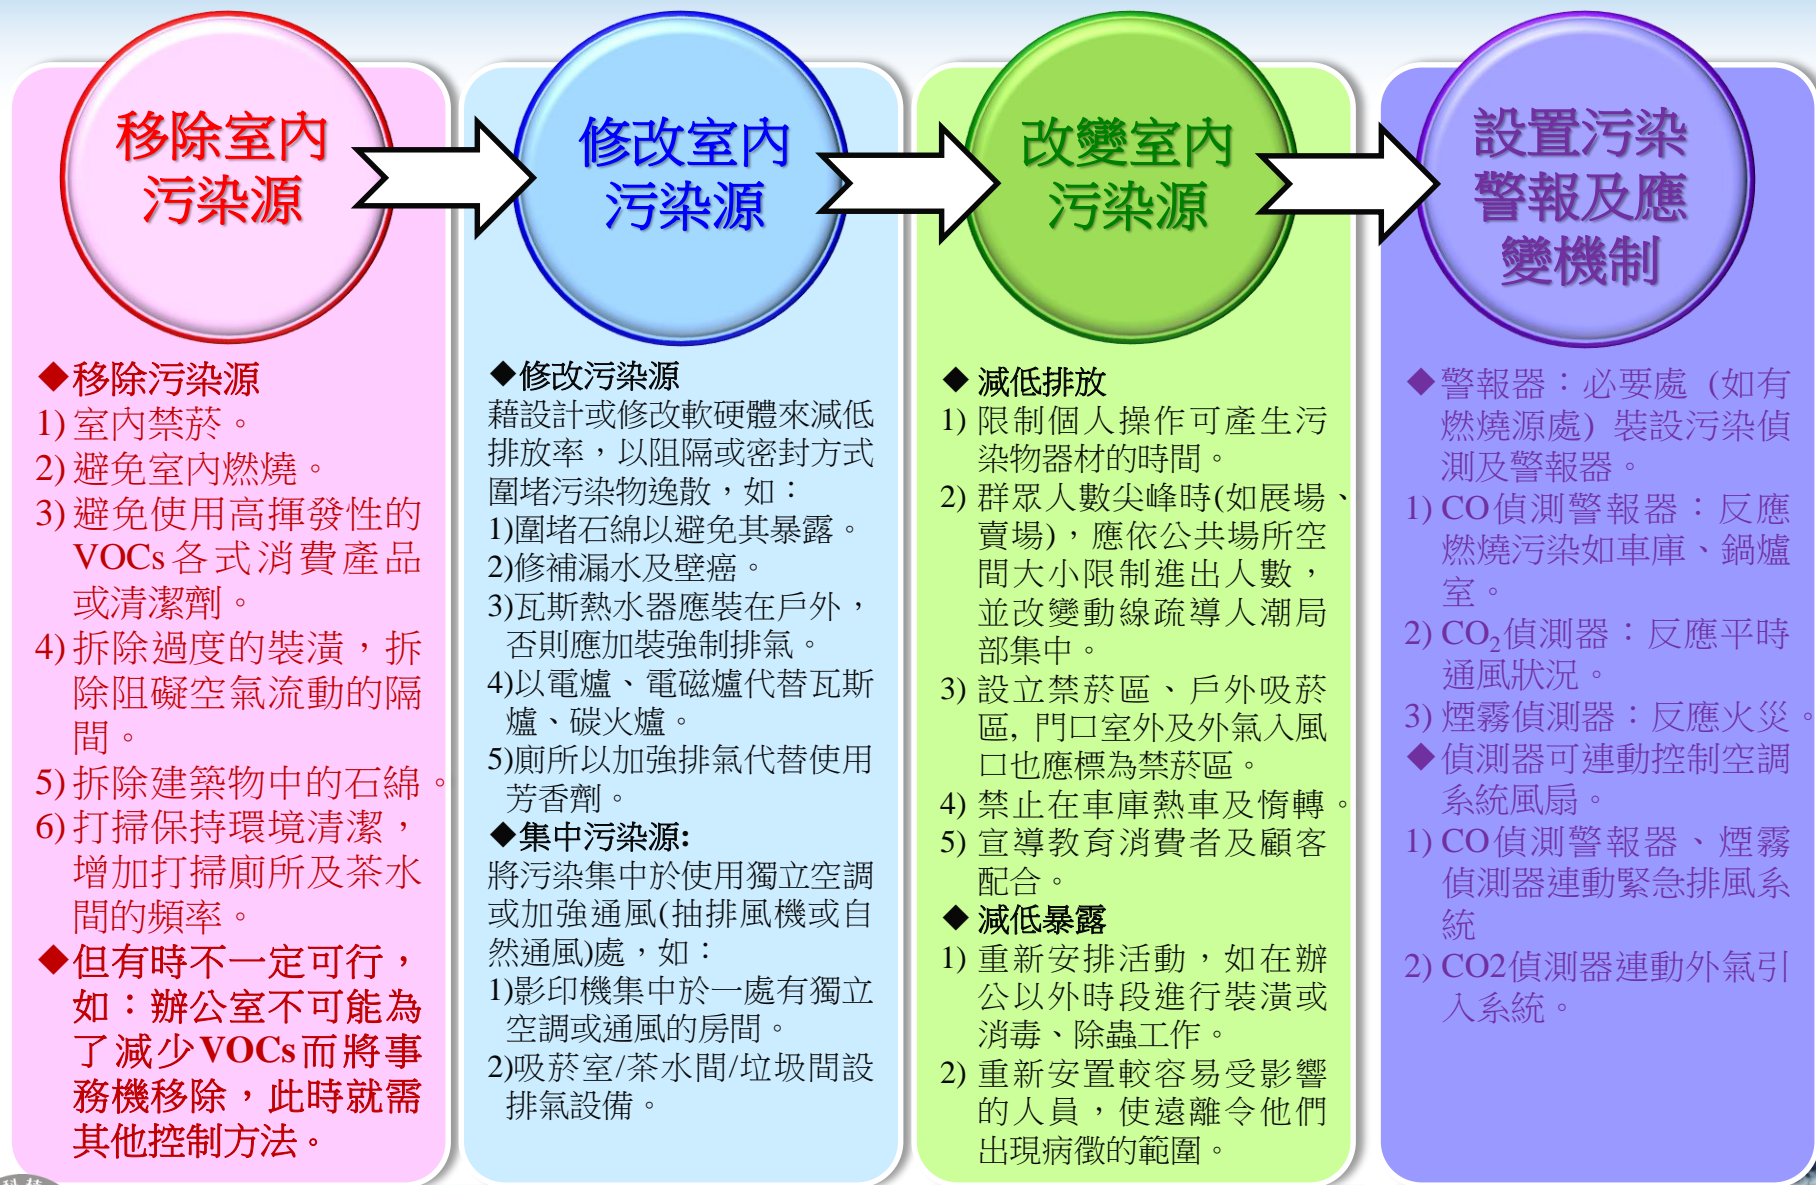 移除室內
污染源
◆移除污染源
1) 室內禁菸。
2) 避免室內燃燒。
3) 避免使用高揮發性的
VOCs各式消費產品
或清潔劑。
4) 拆除過度的裝潢，拆
除阻礙空氣流動的隔
間。
5) 拆除建築物中的石綿。
6) 打掃保持環境清潔，
增加打掃廁所及茶水
間的頻率。
◆但有時不一定可行，
如：辦公室不可能為
了減少VOCs而將事
務機移除，此時就需
其他控制方法。
修改室內
污染源
◆修改污染源
藉設計或修改軟硬體來減低
排放率，以阻隔或密封方式
圍堵污染物逸散，如：
1)圍堵石綿以避免其暴露。
2)修補漏水及壁癌。
3)瓦斯熱水器應裝在戶外，
否則應加裝強制排氣。
4)以電爐、電磁爐代替瓦斯
爐、碳火爐。
5)廁所以加強排氣代替使用
芳香劑。
◆集中污染源:
將污染集中於使用獨立空調
或加強通風(抽排風機或自
然通風)處，如：
1)影印機集中於一處有獨立
空調或通風的房間。
2)吸菸室/茶水間/垃圾間設
排氣設備。
改變室內
污染源
◆ 減低排放
1) 限制個人操作可產生污
染物器材的時間。
2) 群眾人數尖峰時(如展場、
賣場)，應依公共場所空
間大小限制進出人數，
並改變動線疏導人潮局
部集中。
3) 設立禁菸區、戶外吸菸
區, 門口室外及外氣入風
口也應標為禁菸區。
4) 禁止在車庫熱車及惰轉。
5) 宣導教育消費者及顧客
配合。
◆ 減低暴露
1) 重新安排活動，如在辦
公以外時段進行裝潢或
消毒、除蟲工作。
2) 重新安置較容易受影響
的人員，使遠離令他們
出現病徵的範圍。
設置污染
警報及應
變機制
◆警報器：必要處 (如有
燃燒源處) 裝設污染偵
測及警報器。
1) CO偵測警報器：反應
燃燒污染如車庫、鍋爐
室。
2) CO₂偵測器：反應平時
通風狀況。
3) 煙霧偵測器：反應火災。
◆偵測器可連動控制空調
系統風扇。
1) CO偵測警報器、煙霧
偵測器連動緊急排風系
統
2) CO2偵測器連動外氣引
入系統。
科技